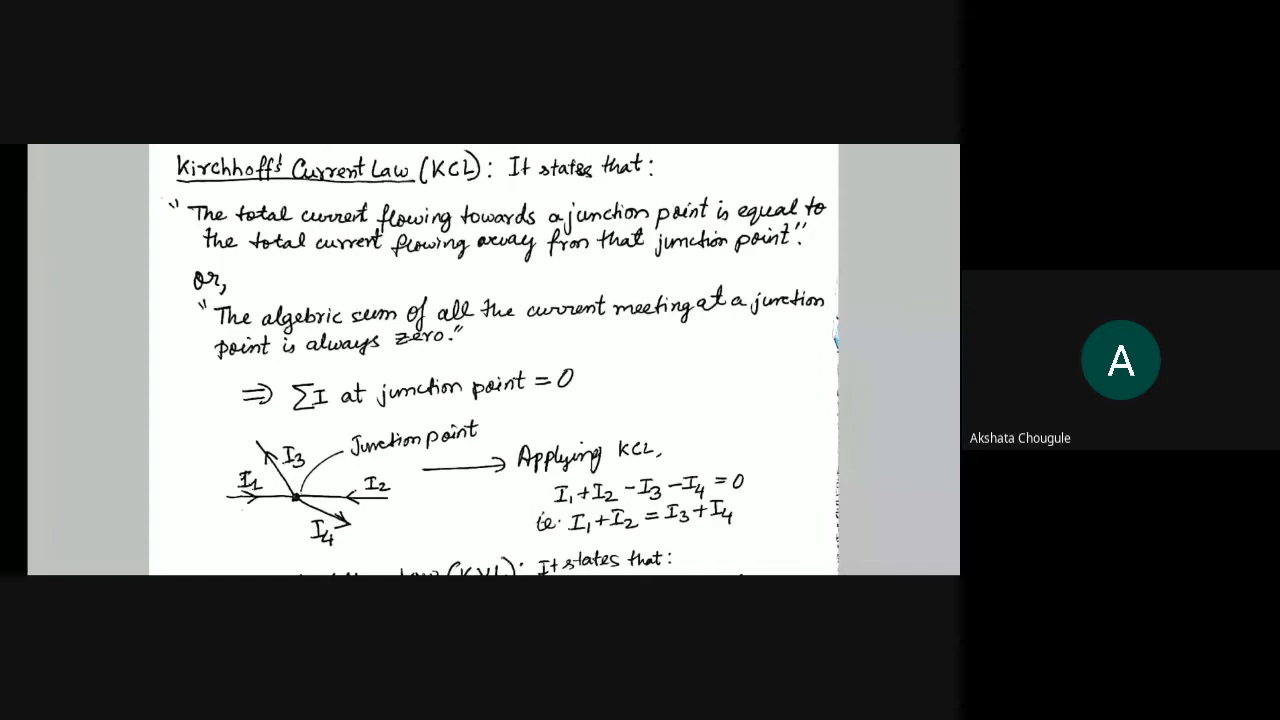 Kirchhoff's Current Law (KCL): It states that:
"The total current flowing towards a junction point is equal to
the total current flowing away from that junction point".
or,
"The algebric sum of all the current meeting at a junction
point is always zero."
⇒ ΣI at junction point = 0
Junction point
I3
I1
I2
I4
Applying KCL,
I1+I2-I3-I4 = 0
ie. I1+I2 = I3+I4
Law (KVL): It states that:
A
Akshata Chougule